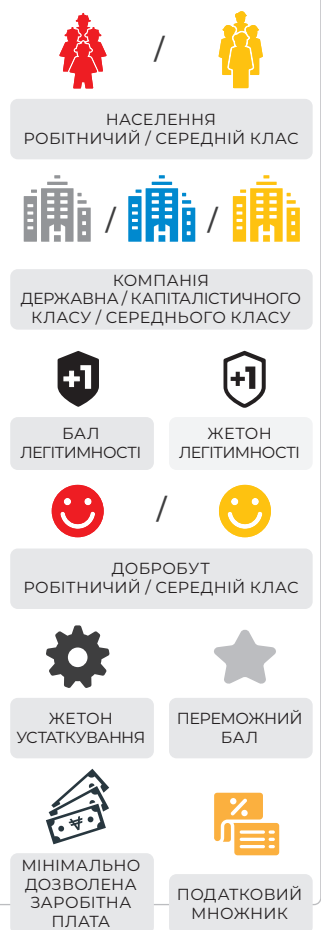 /
НАСЕЛЕННЯ
РОБІТНИЧИЙ / СЕРЕДНІЙ КЛАС
/ /
КОМПАНІЯ
ДЕРЖАВНА / КАПІТАЛІСТИЧНОГО
КЛАСУ / СЕРЕДНЬОГО КЛАСУ
+1 +1
БАЛ
ЛЕГІТИМНОСТІ
ЖЕТОН
ЛЕГІТИМНОСТІ
/
ДОБРОБУТ
РОБІТНИЧИЙ / СЕРЕДНІЙ КЛАС
ЖЕТОН
УСТАТКУВАННЯ
ПЕРЕМОЖНИЙ
БАЛ
%
МІНІМАЛЬНО
ДОЗВОЛЕНА
ЗАРОБІТНА
ПЛАТА
ПОДАТКОВИЙ
МНОЖНИК